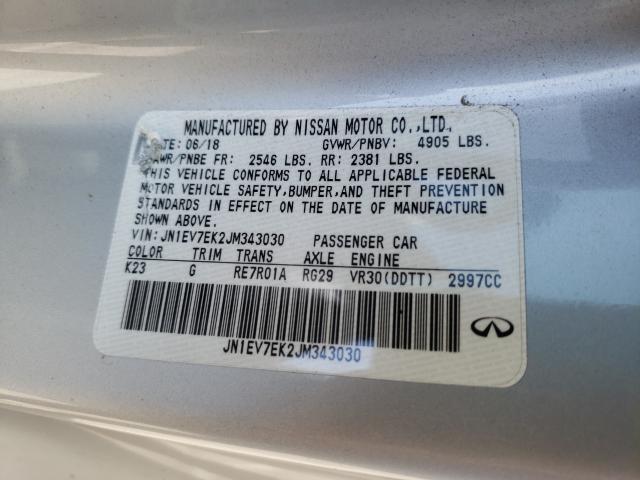 MANUFACTURED BY NISSAN MOTOR CO.,LTD.
06/18 GVWR/PNBV: 4905 LBS.
GAWR/PNBE FR: 2546 LBS. RR: 2381 LBS.
THIS VEHICLE CONFORMS TO ALL APPLICABLE FEDERAL
MOTOR VEHICLE SAFETY, BUMPER, AND THEFT PREVENTION
STANDARDS IN EFFECT ON THE DATE OF MANUFACTURE
SHOWN ABOVE.
VIN: JN1EV7EK2JM343030 PASSENGER CAR
COLOR TRIM TRANS AXLE ENGINE
K23 G RE7R01A RG29 VR30(DDTT) 2997CC
JN1EV7EK2JM343030